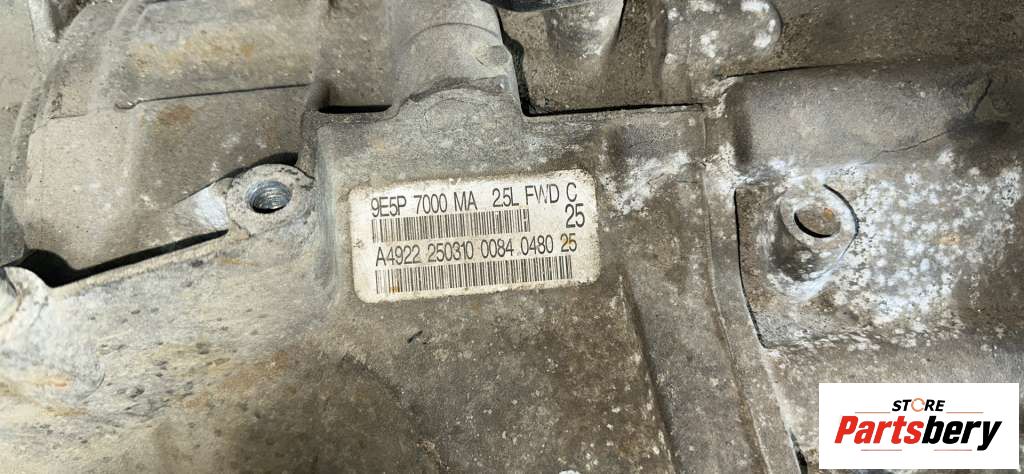 9E5P 7000 MA 2.5L FWD C
25
A4922 250310 0084 0480 25
STORE
Partsbery